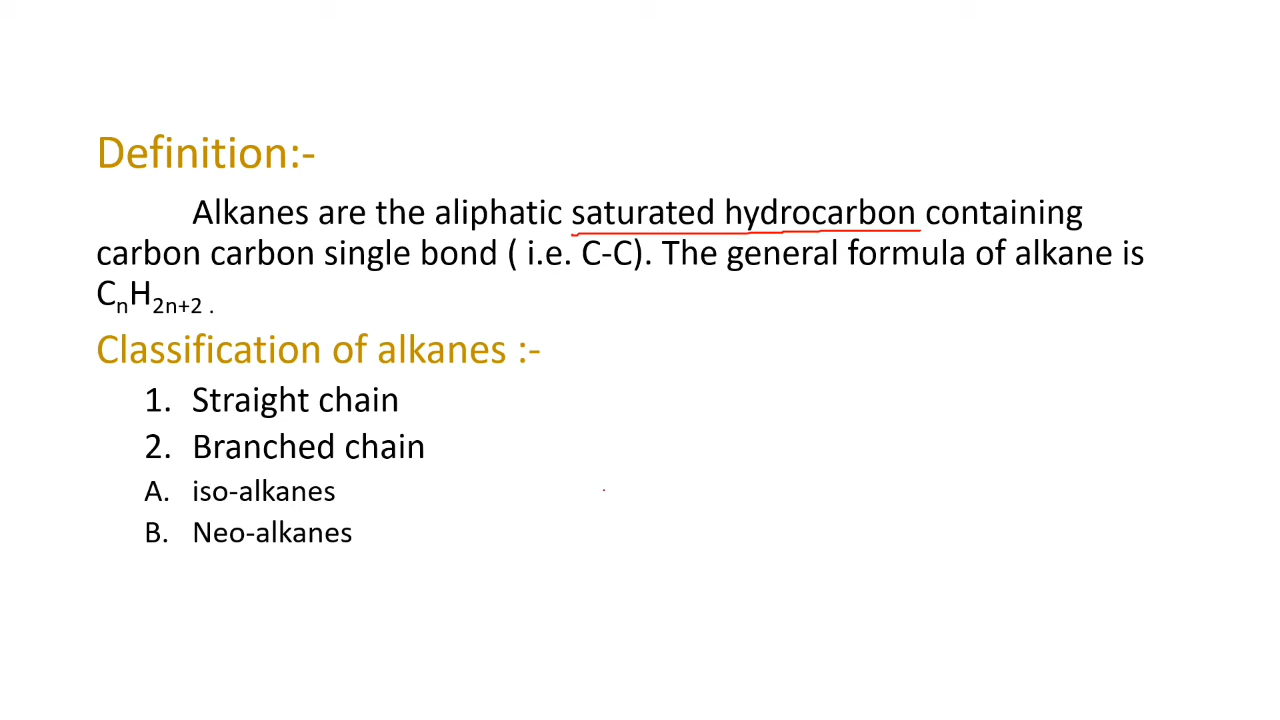 Definition:-
Alkanes are the aliphatic saturated hydrocarbon containing
carbon carbon single bond ( i.e. C-C). The general formula of alkane is
CₙH₂ₙ₊₂ .
Classification of alkanes :-
1. Straight chain
2. Branched chain
A. iso-alkanes
B. Neo-alkanes